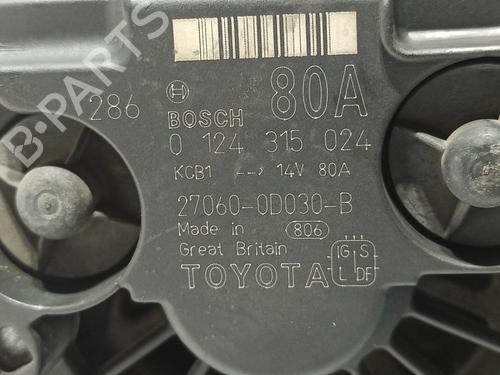 286
BOSCH
80A
0 124 315 024
KCB1 --→ 14V 80A
27060-0D030-B
Made in
Great Britain
806
TOYOTA
IG S
L DF
B-PARTS